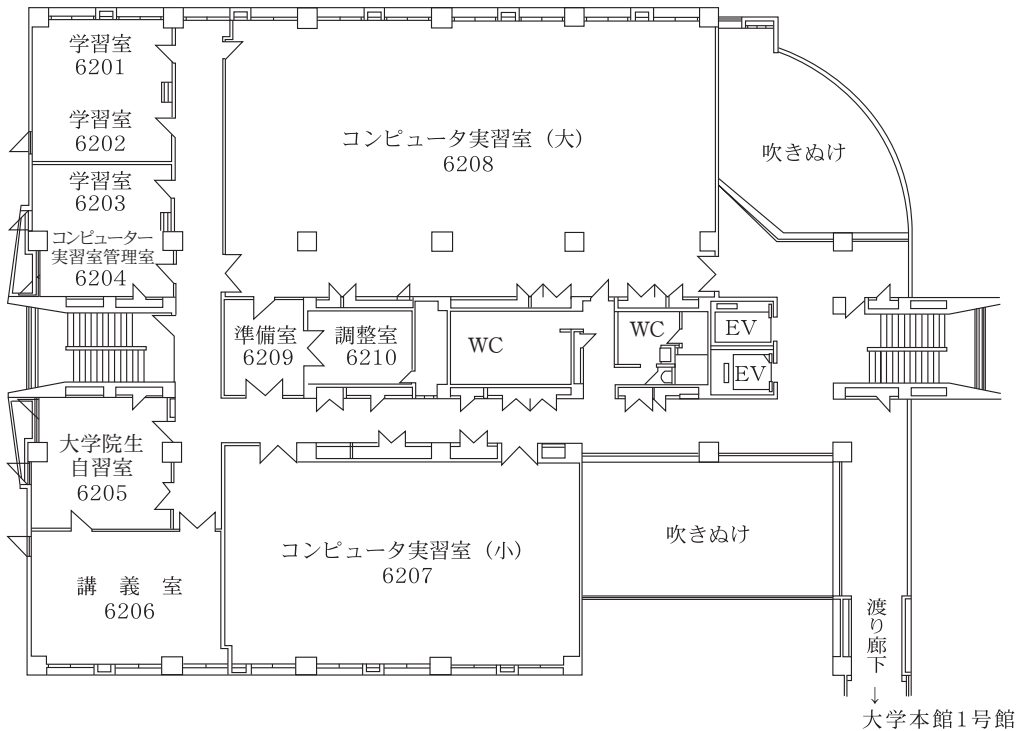 学習室
6201
学習室
6202
学習室
6203
コンピューター
実習室管理室
6204
コンピュータ実習室（大）
6208
吹きぬけ
準備室
6209
調整室
6210
WC
WC
EV
EV
大学院生
自習室
6205
講義室
6206
コンピュータ実習室（小）
6207
吹きぬけ
渡り廊下
↓
大学本館1号館